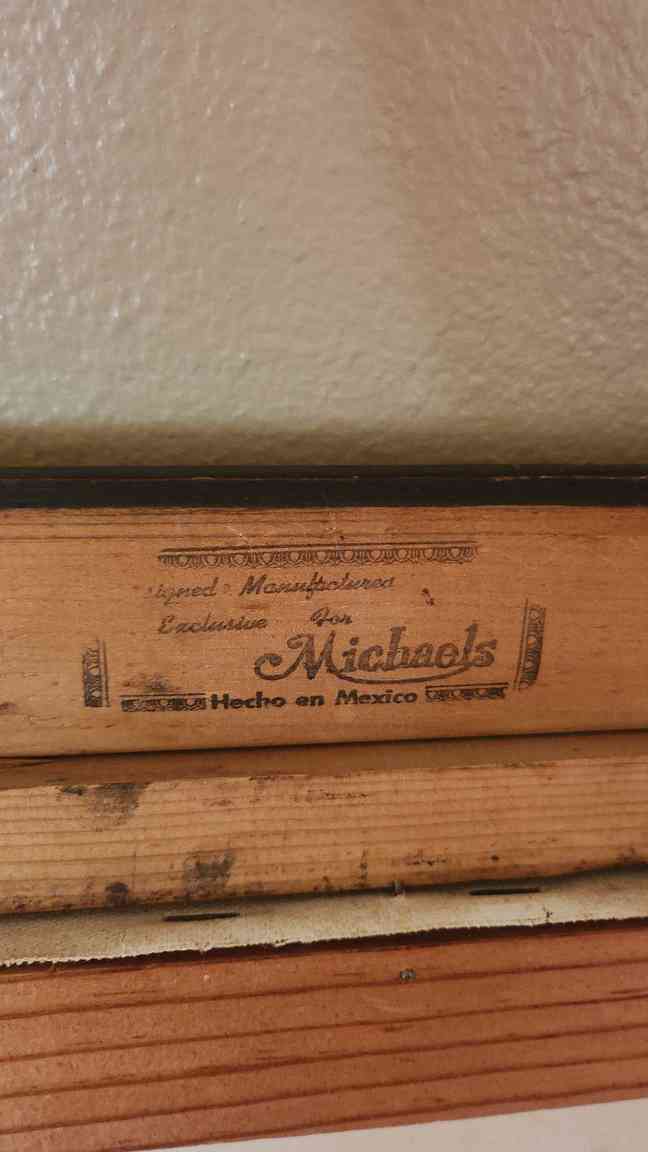 Manufactured
Exclusive For
Michaels
Hecho en Mexico